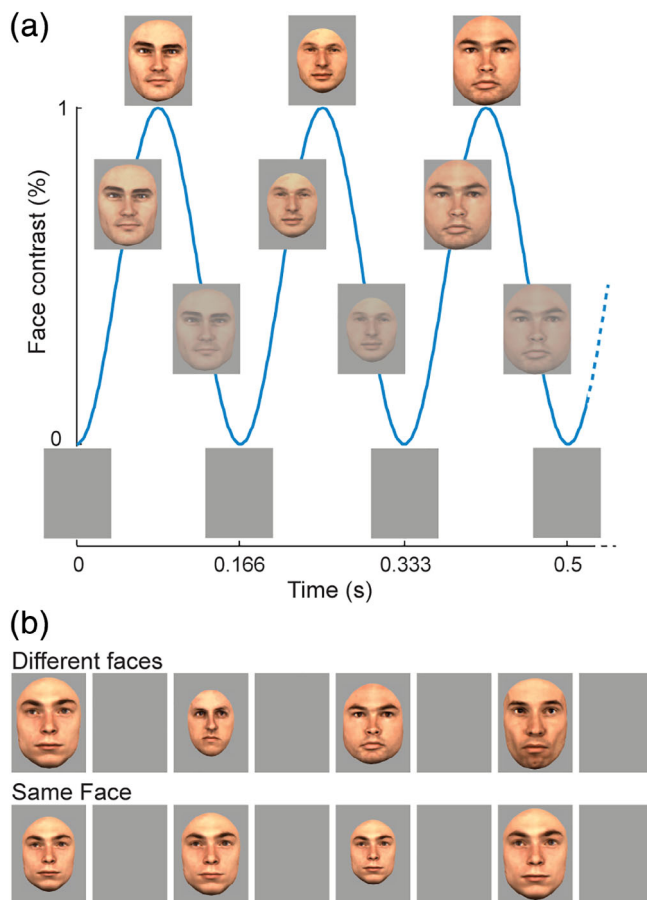 (a)
1
Face contrast (%)
0
0 0.166 0.333 0.5
Time (s)
(b)
Different faces
Same Face